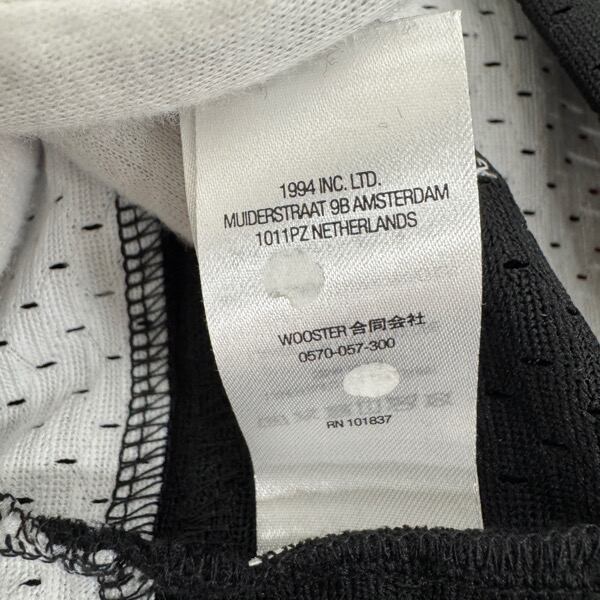 1994 INC. LTD.
MUIDERSTRAAT 9B AMSTERDAM
1011PZ NETHERLANDS
WOOSTER 合同会社
0570-057-300
RN 101837